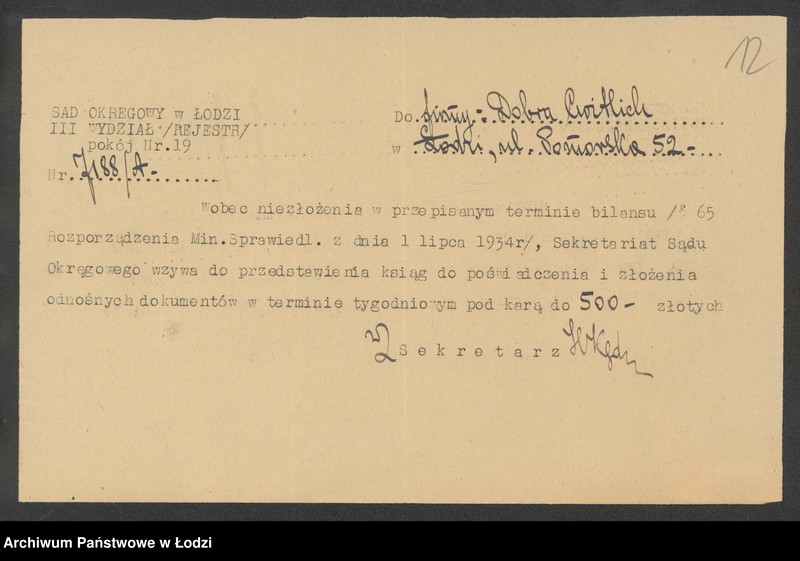 12
SAD OKREGOWY w ŁODZI
III WYDZIAŁ /REJESTR/
pokój Nr.19
Nr. 7188/A-
Do firmy: Dobra Cwitlich
w Łodzi, ul. Pomorska 52-
Wobec niezłożenia w przepisanym terminie bilansu /§ 65
Rozporządzenia Min.Sprawiedl. z dnia 1 lipca 1934r/, Sekretariat Sądu
Okręgowego wzywa do przedstawienia ksiąg do poświadczenia i złożenia
odnośnych dokumentów w terminie tygodniowym pod karą do 500- złotych
Sekretarz
Archiwum Państwowe w Łodzi